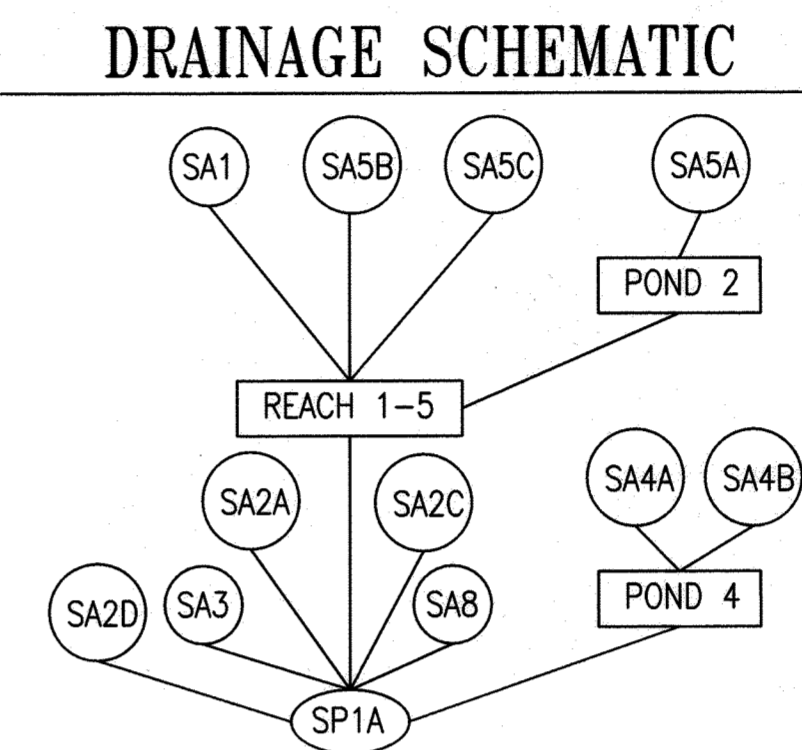 DRAINAGE SCHEMATIC
SA1
SA5B
SA5C
SA5A
POND 2
REACH 1-5
SA2A
SA2C
SA4A
SA4B
SA2D
SA3
SA8
POND 4
SP1A